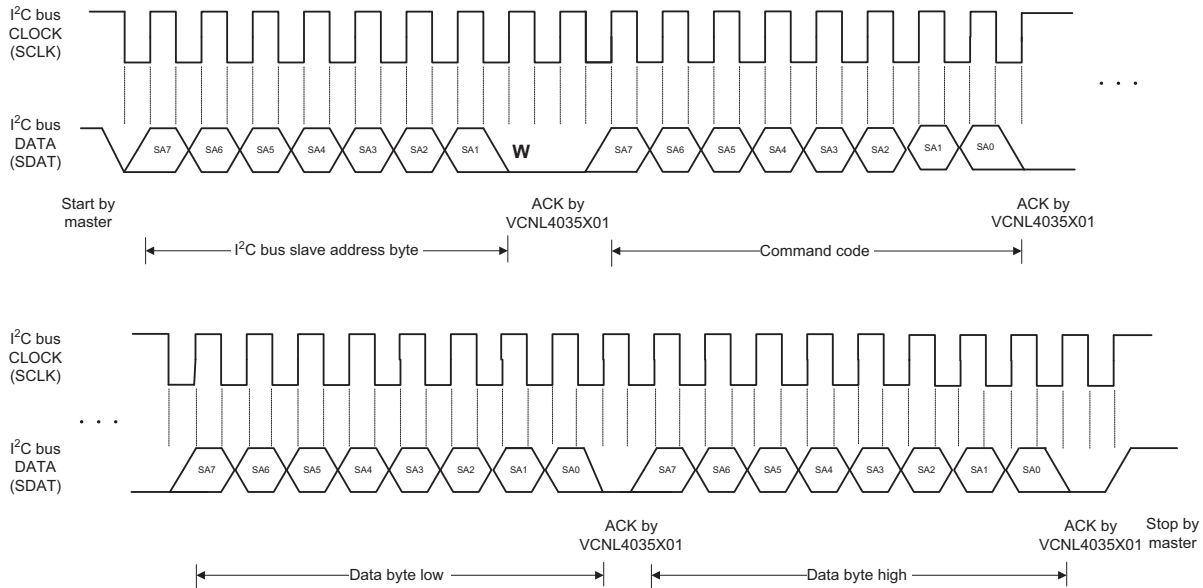 I²C bus
CLOCK
(SCLK)
. . .
I²C bus
DATA
(SDAT)
SA7 SA6 SA5 SA4 SA3 SA2 SA1 W SA7 SA6 SA5 SA4 SA3 SA2 SA1 SA0
Start by
master
ACK by
VCNL4035X01
ACK by
VCNL4035X01
I²C bus slave address byte
Command code
I²C bus
CLOCK
(SCLK)
. . .
I²C bus
DATA
(SDAT)
SA7 SA6 SA5 SA4 SA3 SA2 SA1 SA0 SA7 SA6 SA5 SA4 SA3 SA2 SA1 SA0
ACK by
VCNL4035X01
ACK by
VCNL4035X01
Stop by
master
Data byte low
Data byte high